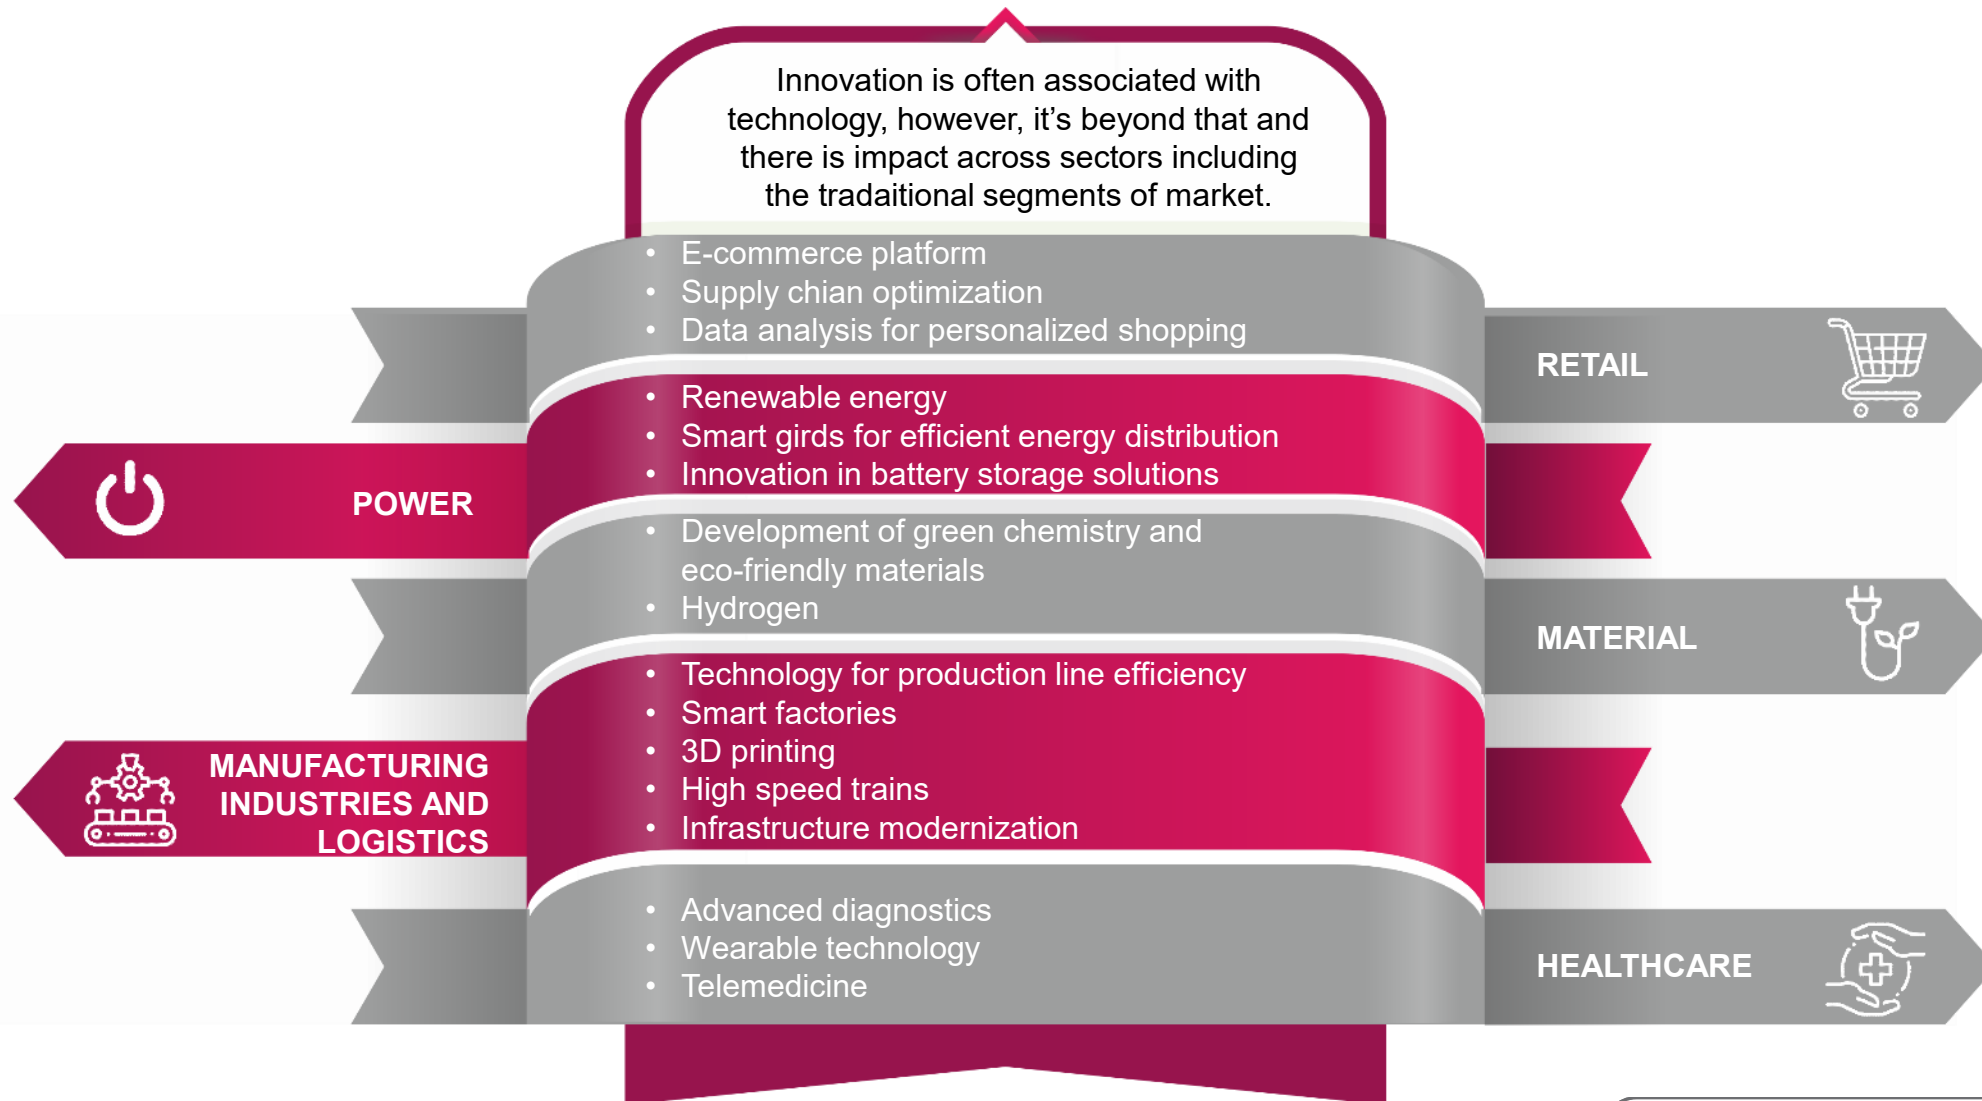 Innovation is often associated with
technology, however, it’s beyond that and
there is impact across sectors including
the tradaitional segments of market.
• E-commerce platform
• Supply chian optimization
• Data analysis for personalized shopping
RETAIL
• Renewable energy
• Smart girds for efficient energy distribution
• Innovation in battery storage solutions
POWER
• Development of green chemistry and
eco-friendly materials
• Hydrogen
MATERIAL
• Technology for production line efficiency
• Smart factories
• 3D printing
• High speed trains
• Infrastructure modernization
MANUFACTURING
INDUSTRIES AND
LOGISTICS
• Advanced diagnostics
• Wearable technology
• Telemedicine
HEALTHCARE